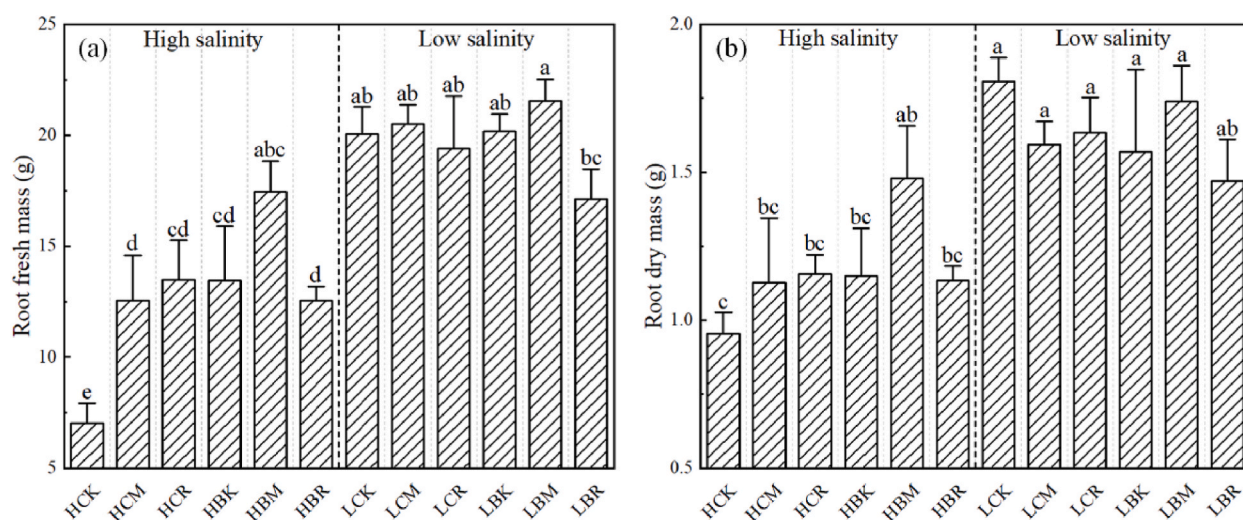 (a)
High salinity
Low salinity
Root fresh mass (g)
25
20
15
10
5
e
d
cd
cd
abc
d
ab
ab
ab
ab
a
bc
HCK
HCM
HCR
HBK
HBM
HBR
LCK
LCM
LCR
LBK
LBM
LBR
(b)
High salinity
Low salinity
Root dry mass (g)
2.0
1.5
1.0
0.5
c
bc
bc
bc
ab
bc
a
a
a
a
a
ab
HCK
HCM
HCR
HBK
HBM
HBR
LCK
LCM
LCR
LBK
LBM
LBR